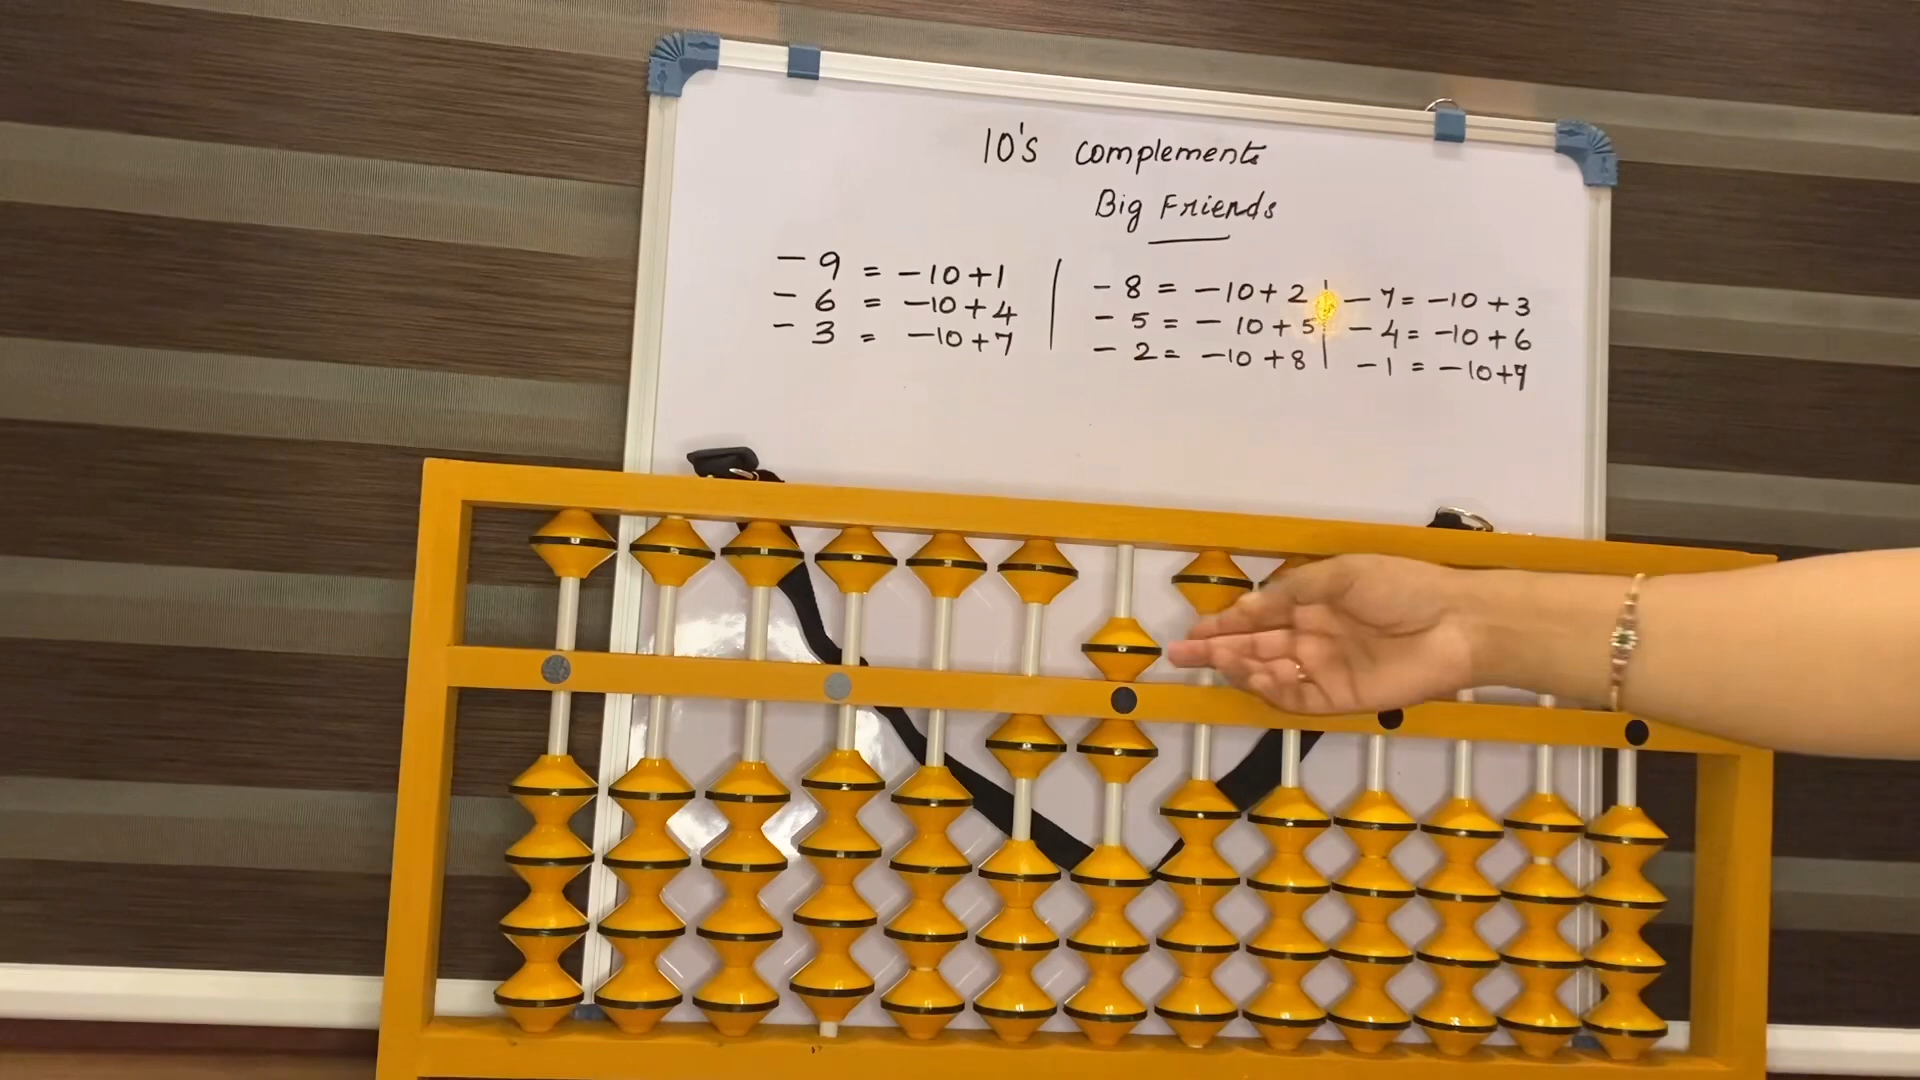 10's complements
Big Friends
- 9 = -10+1
- 6 = -10+4
- 3 = -10+7
- 8 = -10+2
- 5 = -10+5
- 2 = -10+8
- 7 = -10+3
- 4 = -10+6
- 1 = -10+9